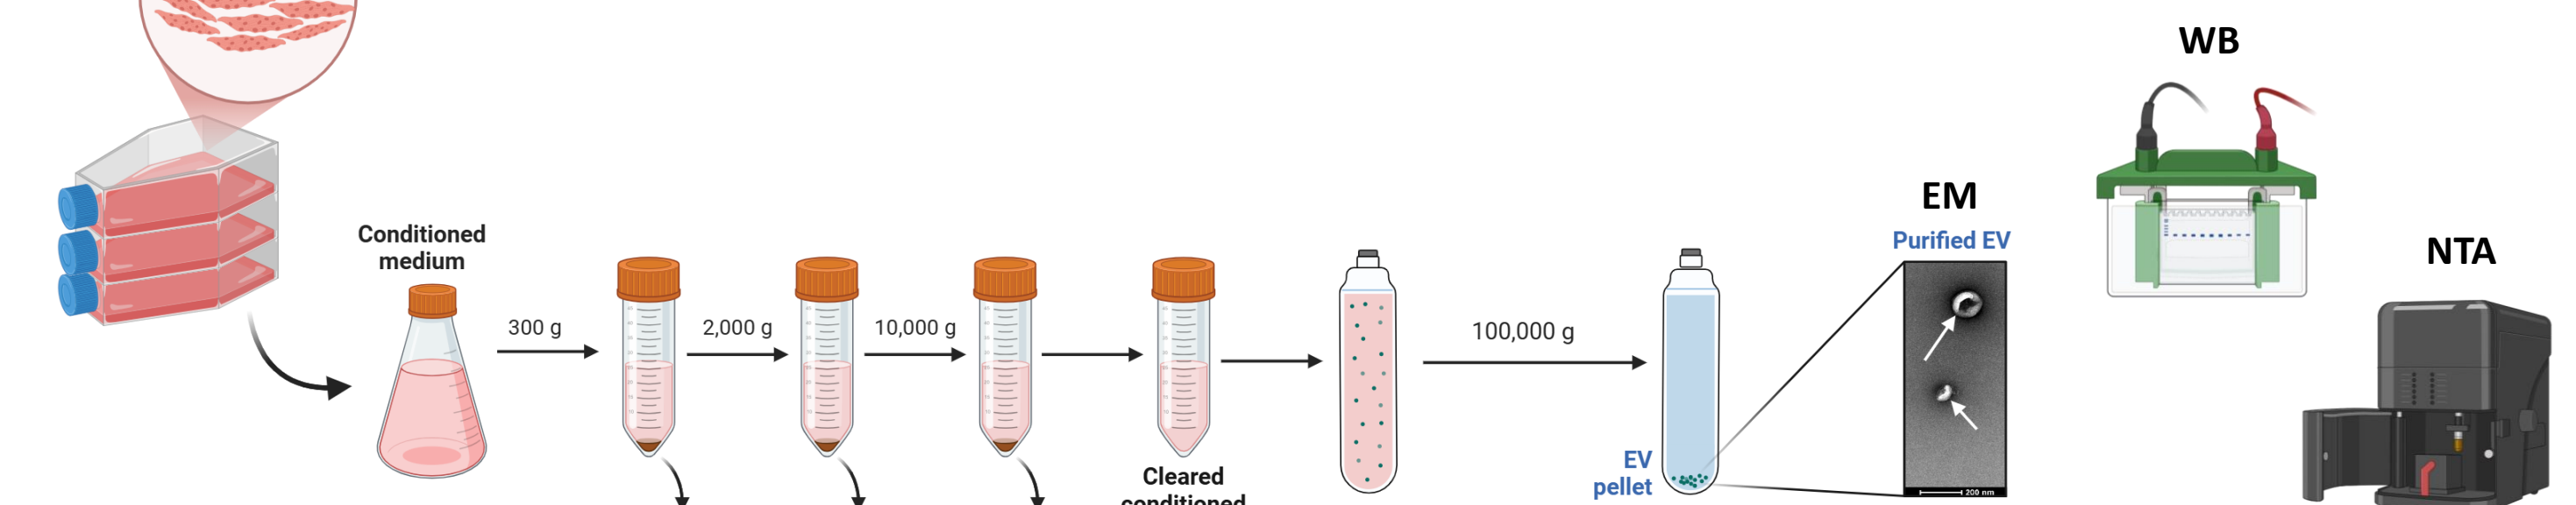 WB
EM
Purified EV
NTA
Conditioned
medium
300 g
2,000 g
10,000 g
100,000 g
EV
pellet
Cleared
conditioned
200 nm